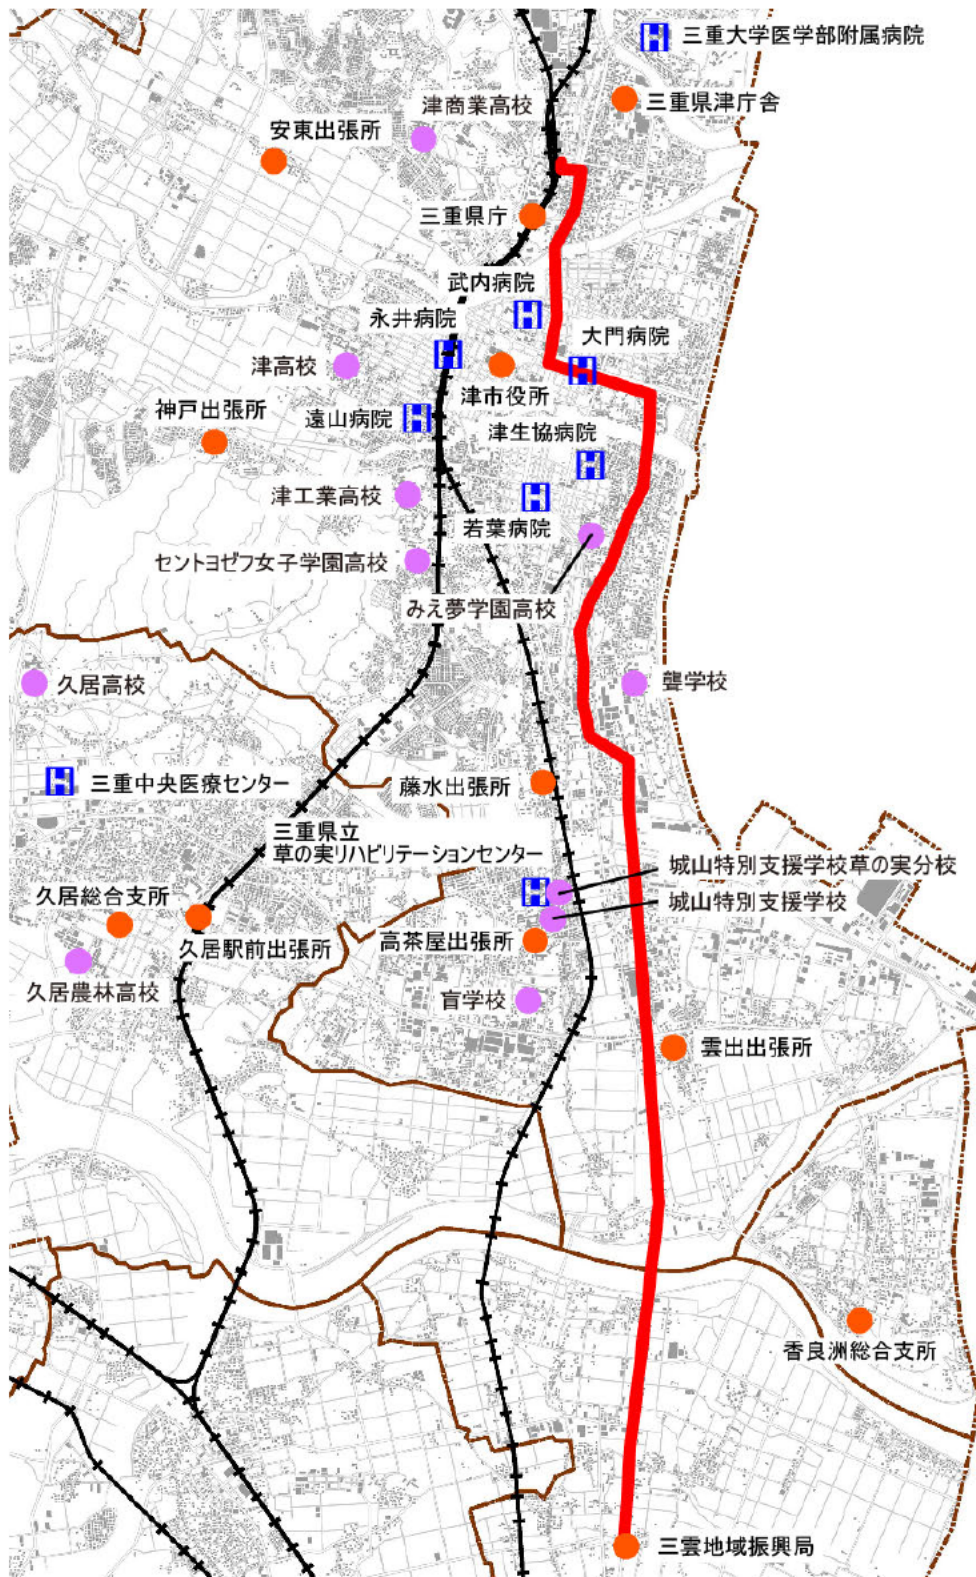 三重大学医学部附属病院
三重県津庁舎
津商業高校
安東出張所
三重県庁
武内病院
永井病院
大門病院
津高校
津市役所
神戸出張所
遠山病院
津生協病院
津工業高校
若葉病院
セントヨゼフ女子学園高校
みえ夢学園高校
久居高校
聾学校
三重中央医療センター
藤水出張所
三重県立
草の実リハビリテーションセンター
城山特別支援学校草の実分校
久居総合支所
城山特別支援学校
久居駅前出張所
高茶屋出張所
久居農林高校
盲学校
雲出出張所
香良洲総合支所
三雲地域振興局